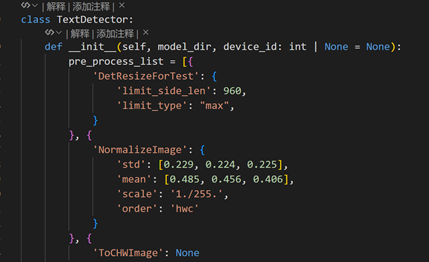 | 解释 | 添加注释 | ×
class TextDetector:
| 解释 | 添加注释 | ×
def __init__(self, model_dir, device_id: int | None = None):
pre_process_list = [{
'DetResizeForTest': {
'limit_side_len': 960,
'limit_type': "max",
}
}, {
'NormalizeImage': {
'std': [0.229, 0.224, 0.225],
'mean': [0.485, 0.456, 0.406],
'scale': '1./255.',
'order': 'hwc'
}
}, {
'ToCHWImage': None